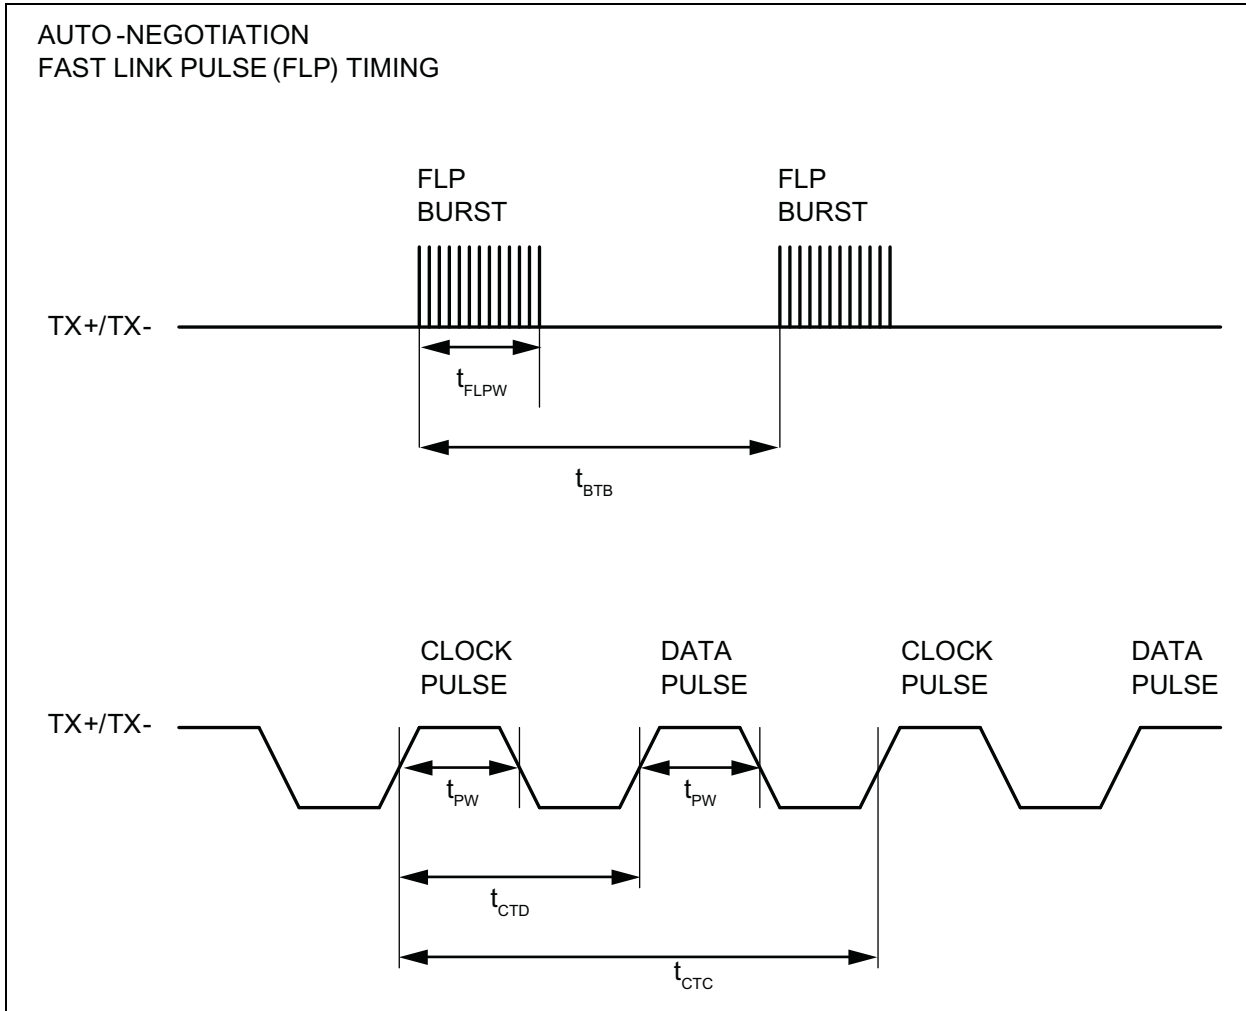 AUTO-NEGOTIATION
FAST LINK PULSE (FLP) TIMING
FLP BURST
FLP BURST
TX+/TX-
tFLPW
tBTB
CLOCK PULSE
DATA PULSE
CLOCK PULSE
DATA PULSE
TX+/TX-
tPW
tPW
tCTD
tCTC